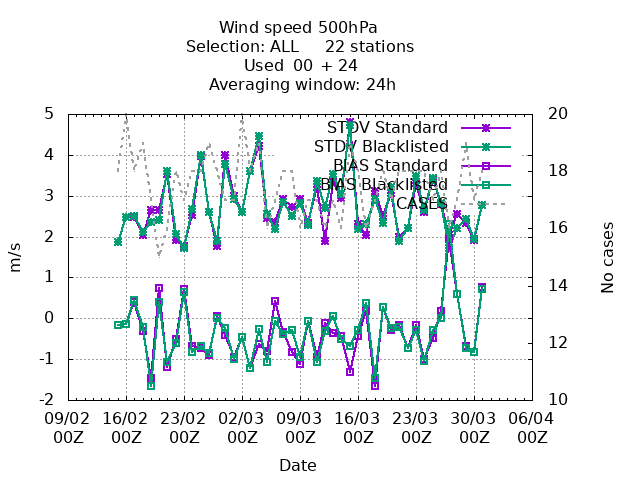 Wind speed 500hPa
Selection: ALL 22 stations
Used 00 + 24
Averaging window: 24h
STDV Standard
STDV Blacklisted
BIAS Standard
BIAS Blacklisted
CASES
5
4
3
2
1
0
-1
-2
m/s
20
18
16
14
12
10
No cases
09/02 16/02 23/02 02/03 09/03 16/03 23/03 30/03 06/04
00Z 00Z 00Z 00Z 00Z 00Z 00Z 00Z 00Z
Date